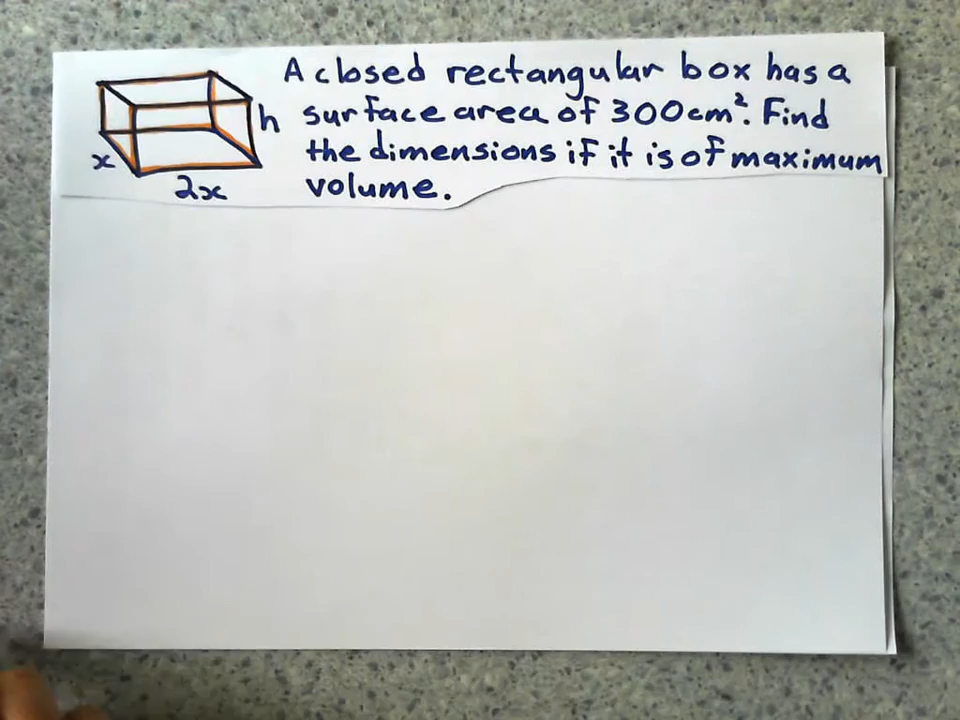 A closed rectangular box has a
h surface area of 300cm². Find
x the dimensions if it is of maximum
2x volume.